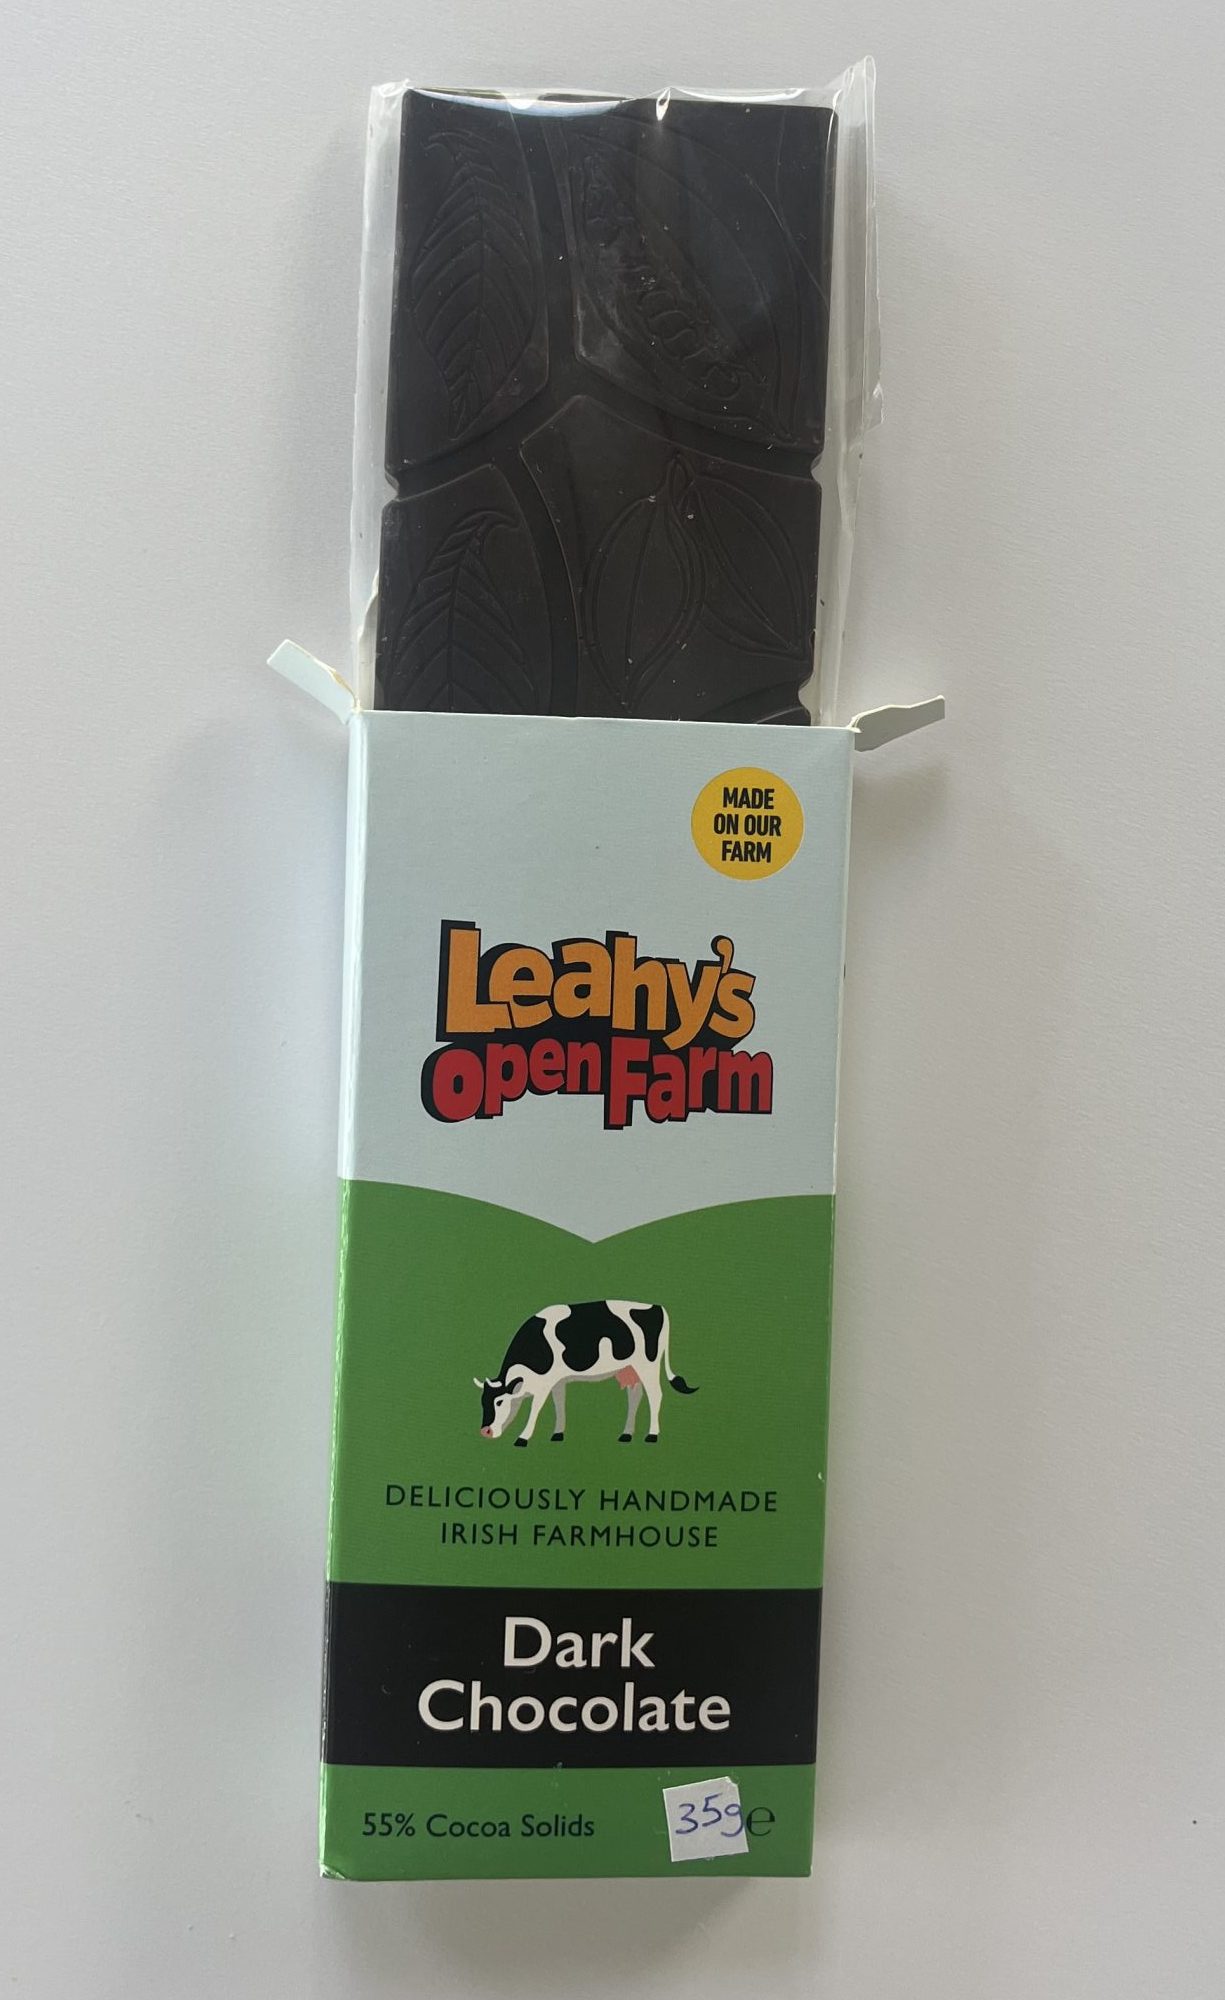 MADE
ON OUR
FARM
Leahy's
Open Farm
DELICIOUSLY HANDMADE
IRISH FARMHOUSE
Dark
Chocolate
55% Cocoa Solids 35g e